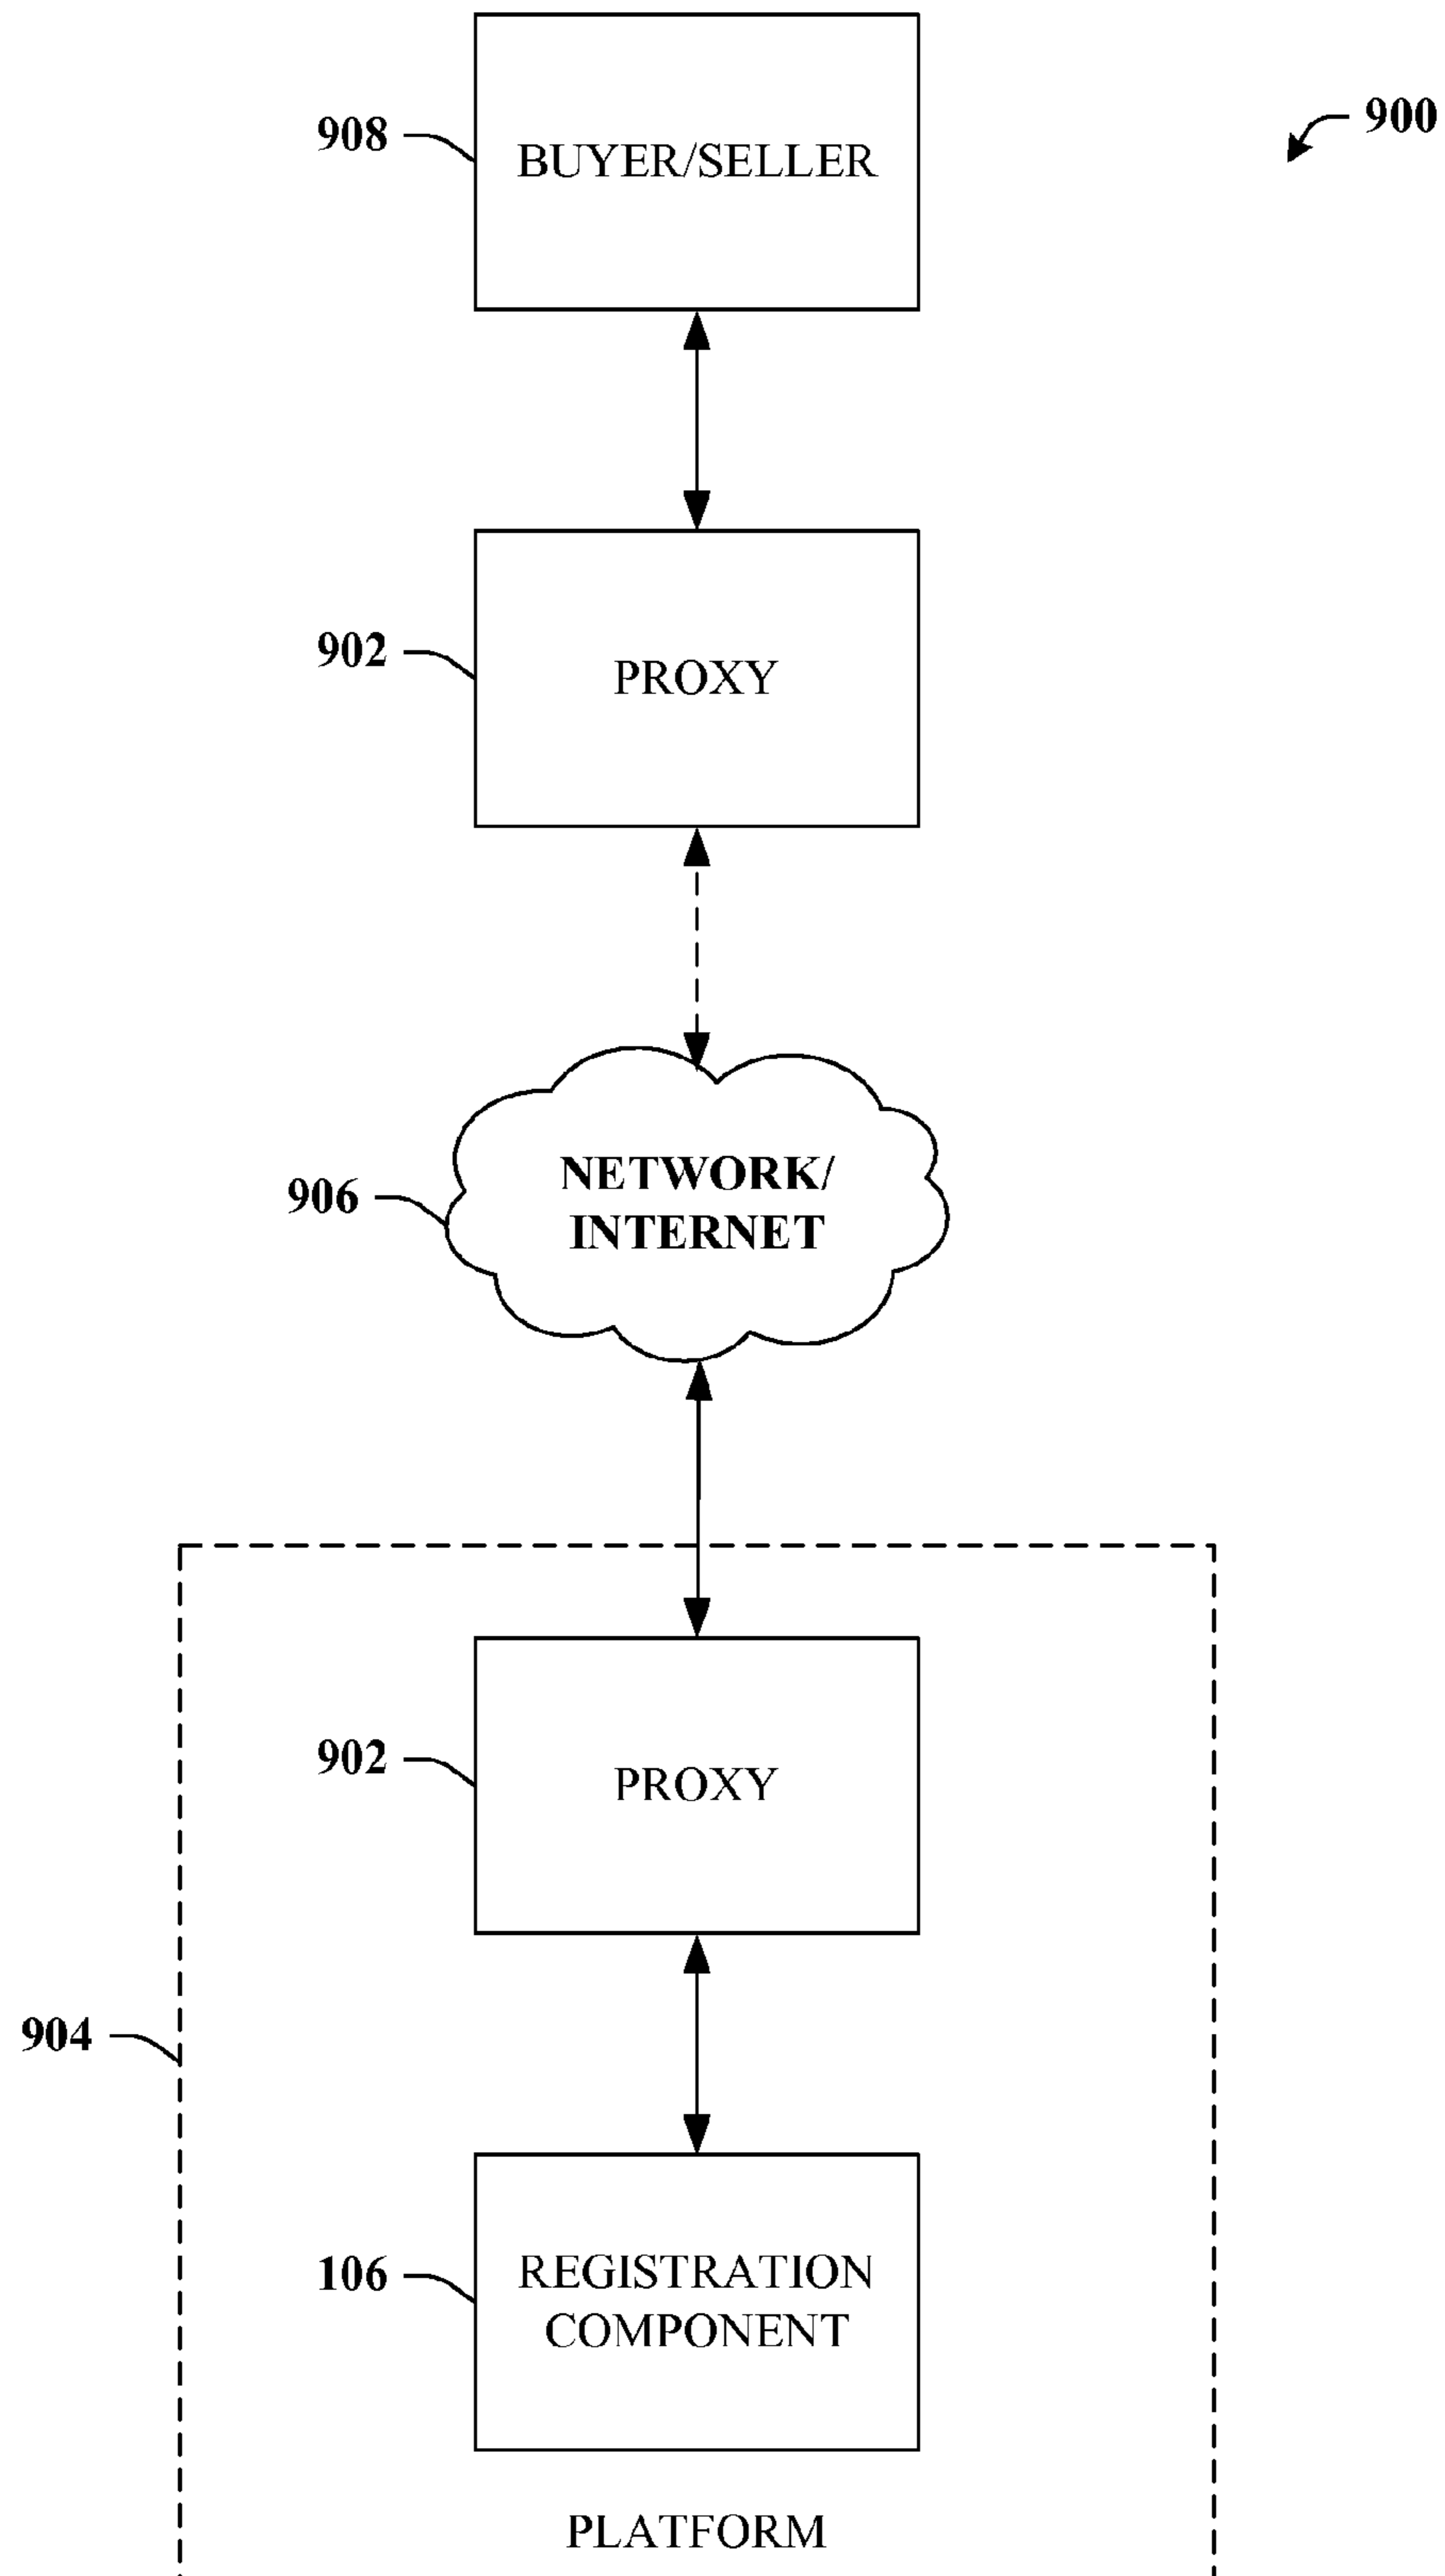 900
908
BUYER/SELLER
902
PROXY
906
NETWORK/
INTERNET
902
PROXY
904
106
REGISTRATION
COMPONENT
PLATFORM